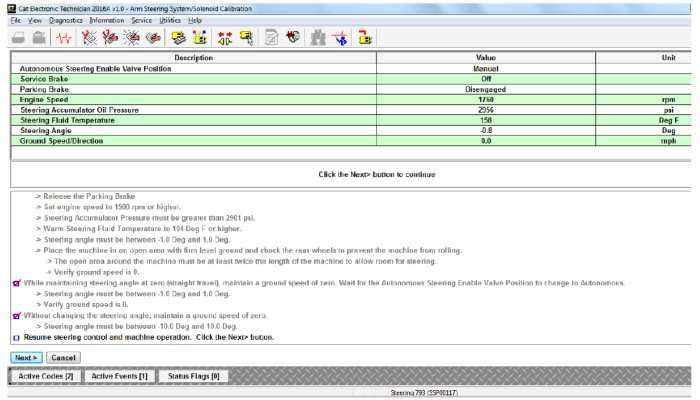 Cat Electronic Technician 2016A v1.0 - Arm Steering System/Solenoid Calibration
File View Diagnostics Information Service Utilities Help
Description Value Unit
Autonomous Steering Enable Valve Position Manual
Service Brake Off
Parking Brake Disengaged
Engine Speed 1750 rpm
Steering Accumulator Oil Pressure 2956 psi
Steering Fluid Temperature 158 Deg F
Steering Angle -0.8 Deg
Ground Speed/Direction 0.0 mph
Click the Next> button to continue
-> Release the Parking Brake
-> Set engine speed to 1500 rpm or higher.
-> Steering Accumulator Pressure must be greater than 2901 psi.
-> Warm Steering Fluid Temperature to 104 Deg F or higher.
-> Steering angle must be between -1.0 Deg and 1.0 Deg.
-> Place the machine in an open area with firm level ground and chock the rear wheels to prevent the machine from rolling.
-> The open area around the machine must be at least twice the length of the machine to allow room for steering.
-> Verify ground speed is 0.
While maintaining steering angle at zero (straight travel), maintain a ground speed of zero. Wait for the Autonomous Steering Enable Valve Position to change to Autonomous.
-> Steering angle must be between -1.0 Deg and 1.0 Deg.
-> Verify ground speed is 0.
Without changing the steering angle, maintain a ground speed of zero.
-> Steering angle must be between -10.0 Deg and 10.0 Deg.
Resume steering control and machine operation. Click the Next> button.
Next > Cancel
Active Codes [2] Active Events [1] Status Flags [0]
Steering 793 (SSP00117)